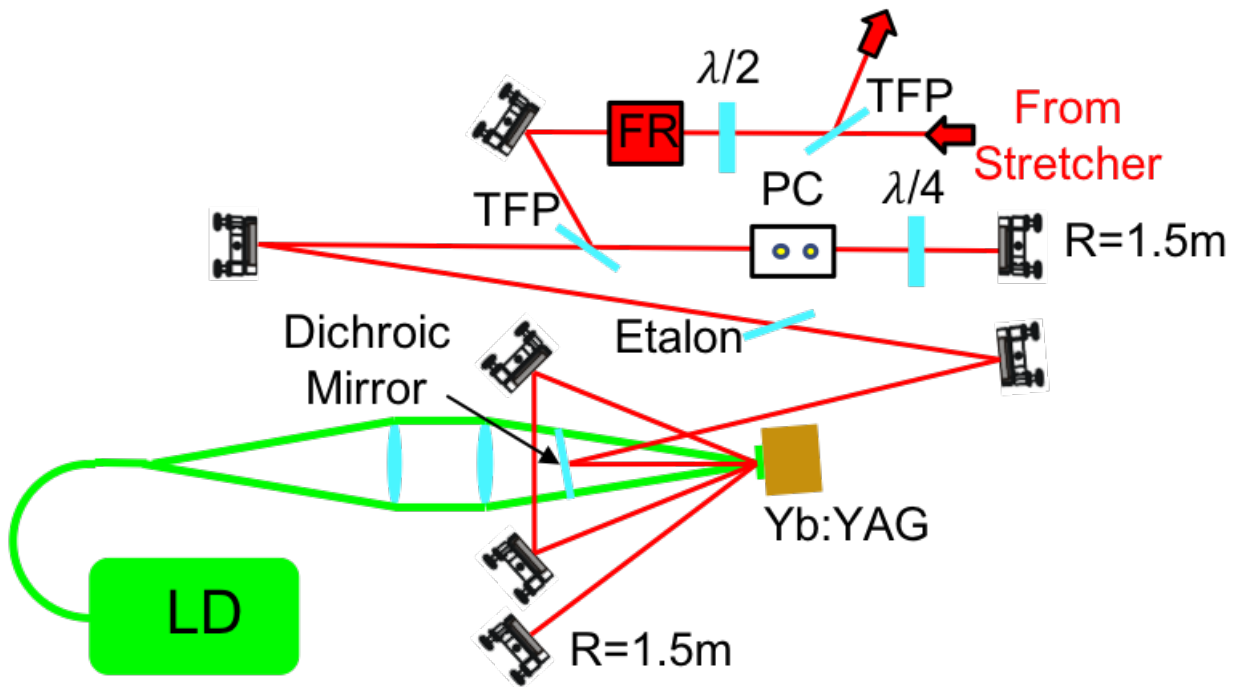 λ/2
TFP
From
Stretcher
FR
PC
λ/4
TFP
R=1.5m
Etalon
Dichroic
Mirror
Yb:YAG
LD
R=1.5m